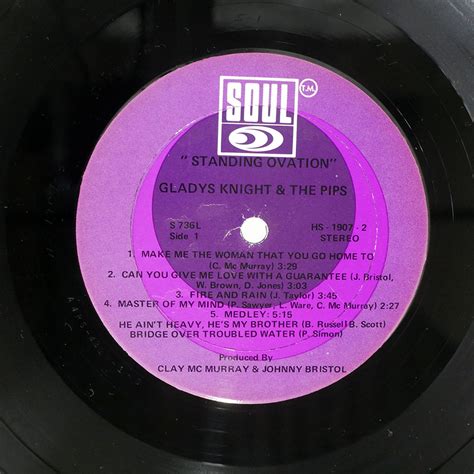 SOUL
T.M.
" STANDING OVATION"
GLADYS KNIGHT & THE PIPS
S 736L
Side 1
HS - 1907 - 2
STEREO
1. MAKE ME THE WOMAN THAT YOU GO HOME TO
(C. Mc Murray) 3:29
2. CAN YOU GIVE ME LOVE WITH A GUARANTEE (J. Bristol,
W. Brown, D. Jones) 3:03
3. FIRE AND RAIN (J. Taylor) 3:45
4. MASTER OF MY MIND (P. Sawyer, L. Ware, C. Mc Murray) 2:27
5. MEDLEY:
HE AIN'T HEAVY, HE'S MY BROTHER (B. Russell B. Scott)
BRIDGE OVER TROUBLED WATER (P. Simon)
Produced By
CLAY MC MURRAY & JOHNNY BRISTOL